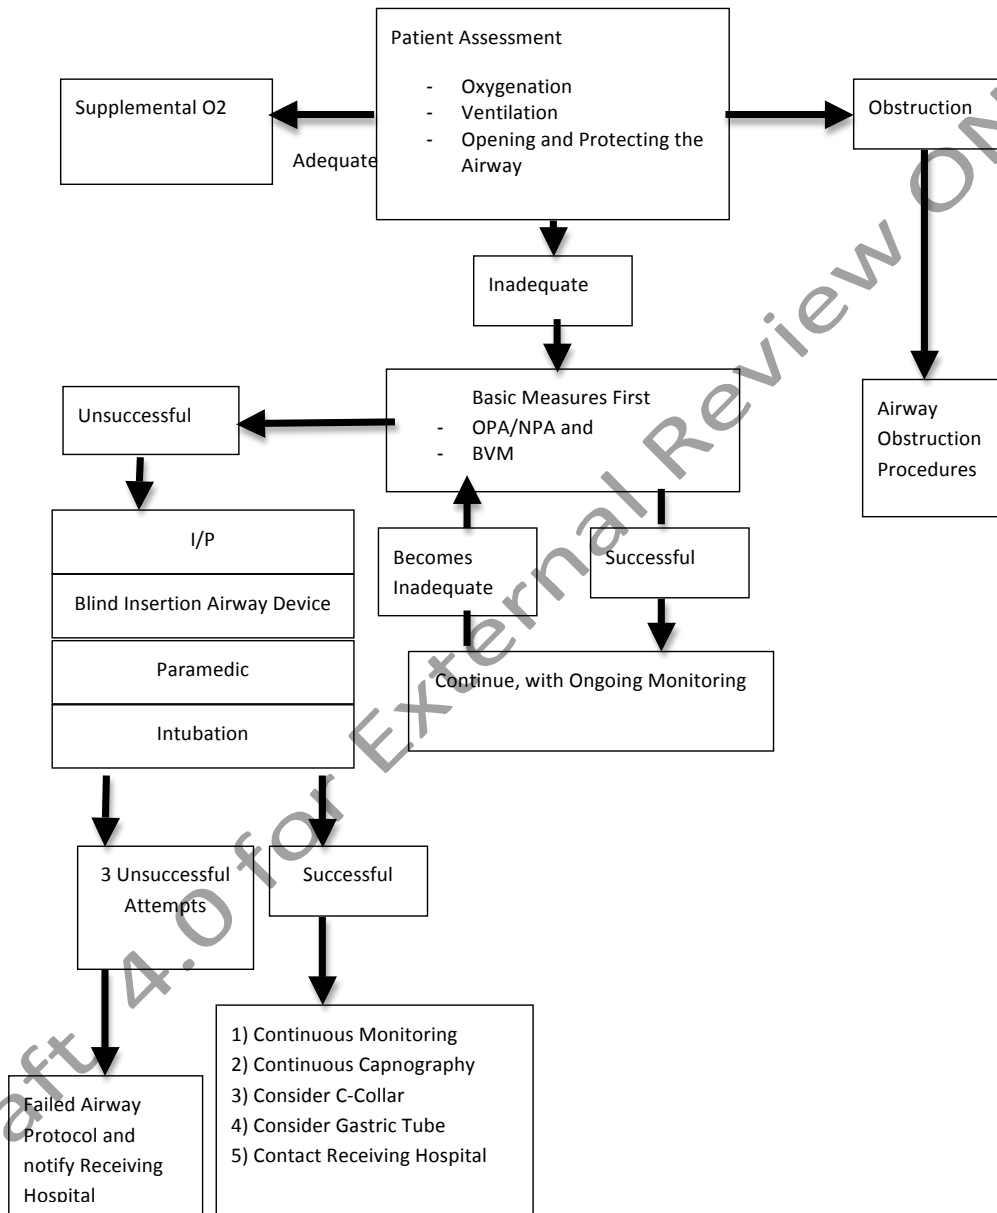 Patient Assessment
- Oxygenation
- Ventilation
- Opening and Protecting the
Airway
Supplemental O2
Adequate
Obstruction
Inadequate
Basic Measures First
- OPA/NPA and
- BVM
Unsuccessful
Airway
Obstruction
Procedures
I/P
Blind Insertion Airway Device
Paramedic
Intubation
Becomes
Inadequate
Successful
Continue, with Ongoing Monitoring
3 Unsuccessful
Attempts
Successful
1) Continuous Monitoring
2) Continuous Capnography
3) Consider C-Collar
4) Consider Gastric Tube
5) Contact Receiving Hospital
Failed Airway
Protocol and
notify Receiving
Hospital
aft 4.0 for External Review ON